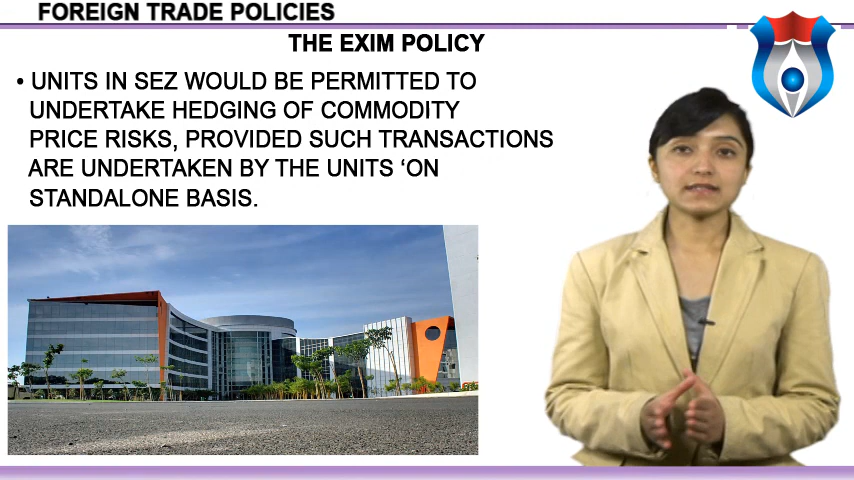 FOREIGN TRADE POLICIES
THE EXIM POLICY
• UNITS IN SEZ WOULD BE PERMITTED TO
UNDERTAKE HEDGING OF COMMODITY
PRICE RISKS, PROVIDED SUCH TRANSACTIONS
ARE UNDERTAKEN BY THE UNITS ‘ON
STANDALONE BASIS.